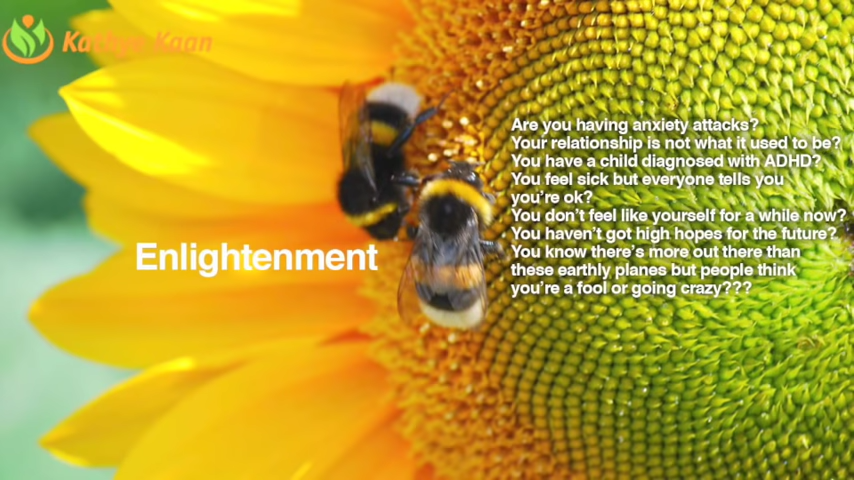 Kathye Kaan
Are you having anxiety attacks?
Your relationship is not what it used to be?
You have a child diagnosed with ADHD?
You feel sick but everyone tells you
you're ok?
You don't feel like yourself for a while now?
You haven't got high hopes for the future?
You know there's more out there than
these earthly planes but people think
you're a fool or going crazy???
Enlightenment